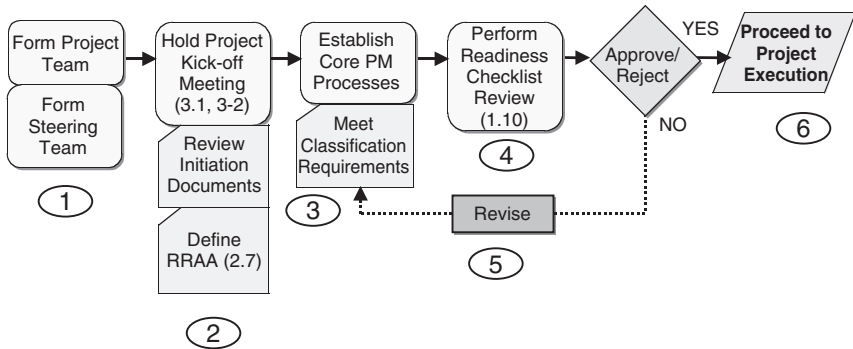 Form Project
Team
Form
Steering
Team
1
Hold Project
Kick-off
Meeting
(3.1, 3-2)
Review
Initiation
Documents
Define
RRAA (2.7)
2
Establish
Core PM
Processes
Meet
Classification
Requirements
3
Perform
Readiness
Checklist
Review
(1.10)
4
Approve/
Reject
YES
NO
Revise
5
Proceed to
Project
Execution
6